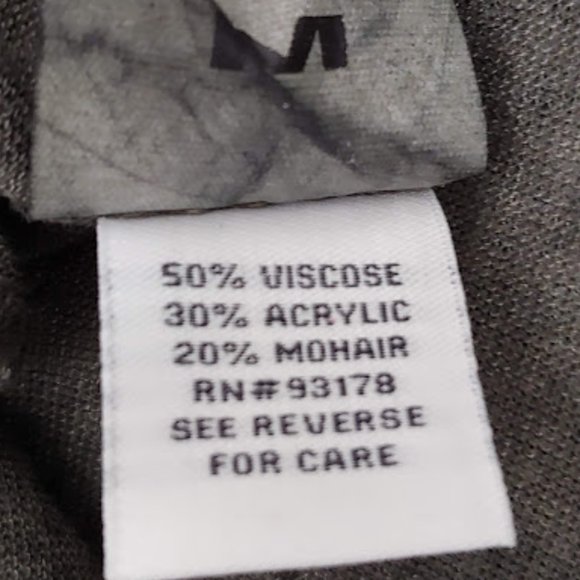 M
50% VISCOSE
30% ACRYLIC
20% MOHAIR
RN#93178
SEE REVERSE
FOR CARE